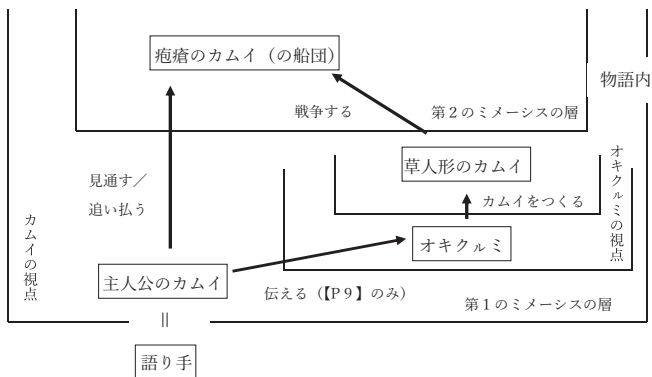 疱瘡のカムイ（の船団）
物語内
戦争する
第２のミメーシスの層
草人形のカムイ
オキクㇽミの視点
見通す／
追い払う
カムイをつくる
カムイの視点
オキクㇽミ
主人公のカムイ
伝える（【Ｐ９】のみ）
第１のミメーシスの層
＝
語り手